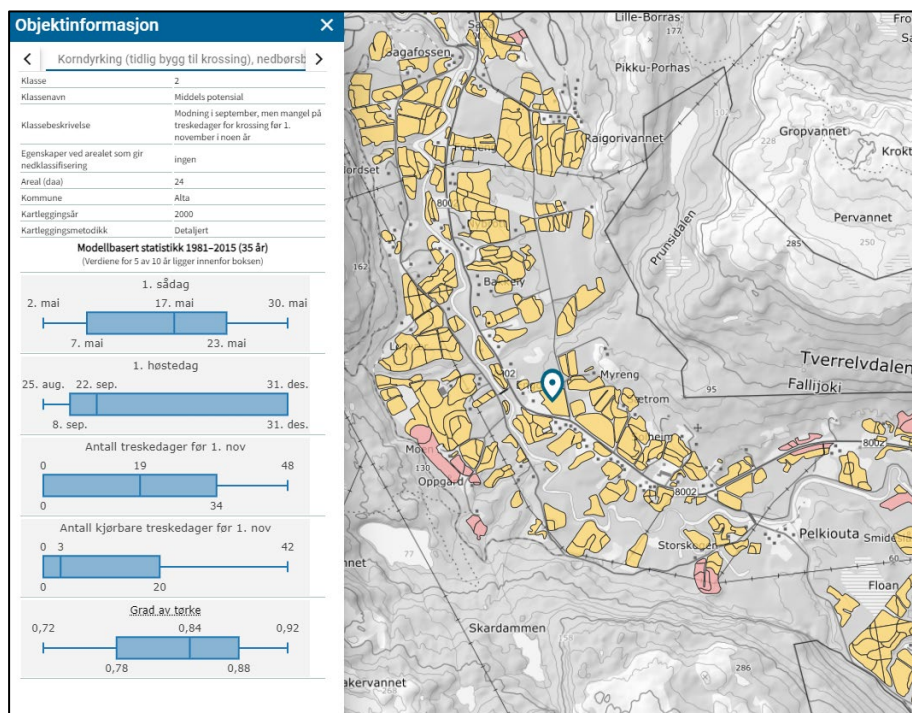 Objektinformasjon
Korndyrking (tidlig bygg til krossing), nedbørsb
Klasse 2
Klassenavn Middels potensial
Klassebeskrivelse Modning i september, men mangel på
treskedager for krossing før 1.
november i noen år
Egenskaper ved arealet som gir
nedklassifisering ingen
Areal (daa) 24
Kommune Alta
Kartleggingsår 2000
Kartleggingsmetodikk Detaljert
Modellbasert statistikk 1981–2015 (35 år)
(Verdiene for 5 av 10 år ligger innenfor boksen)
1. sådag
2. mai 17. mai 30. mai
7. mai 23. mai
1. høstedag
25. aug. 22. sep. 31. des.
8. sep. 31. des.
Antall treskedager før 1. nov
0 19 48
0 34
Antall kjørbare treskedager før 1. nov
0 3 42
0 20
Grad av tørke
0,72 0,84 0,92
0,78 0,88
Lille-Borras
177
Pikku-Porhas
Raigorivannet
228
Gropvannet
Prunsidalen
Pervannet
285
250
162
Tverrelvdalen
Fallijoki
Myreng
95
8002
130
Oppgård
8002
77
Storskogen
Pelkiouta
60
Floan
Skardammen
286